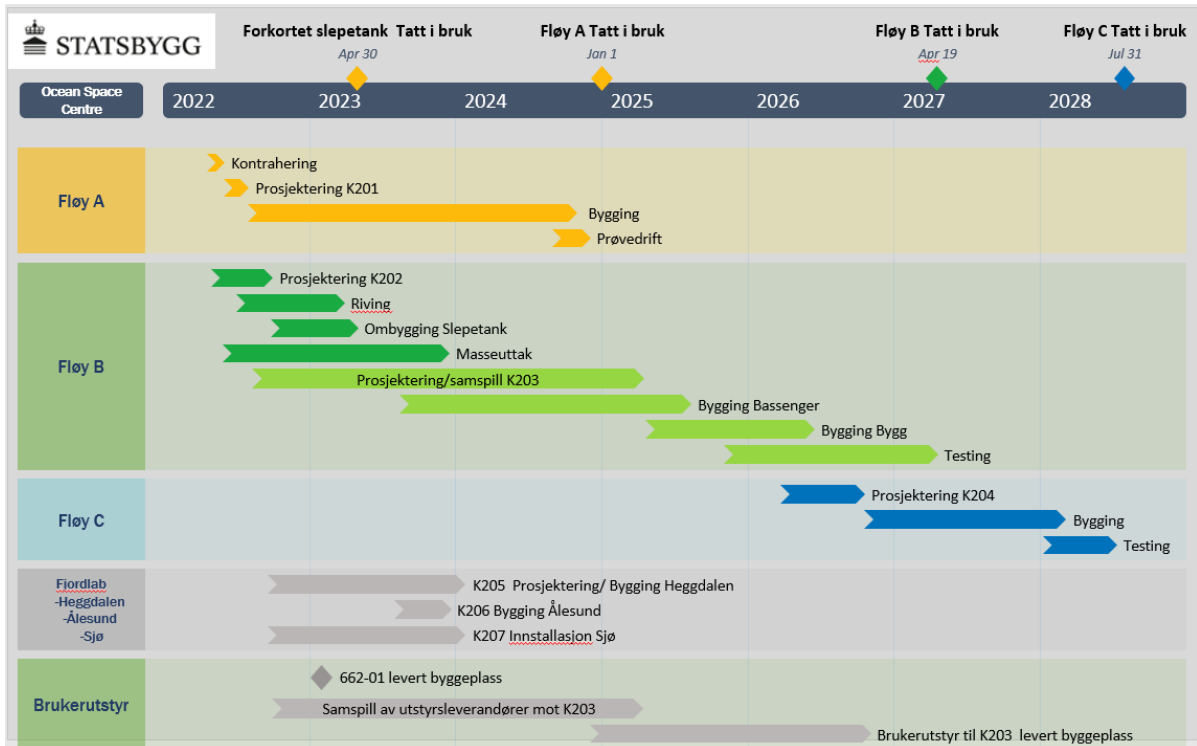 STATSBYGG
Forkortet slepetank Tatt i bruk
Apr 30
Fløy A Tatt i bruk
Jan 1
Fløy B Tatt i bruk
Apr 19
Fløy C Tatt i bruk
Jul 31
Ocean Space
Centre
2022 2023 2024 2025 2026 2027 2028
Fløy A
Kontrahering
Prosjektering K201
Bygging
Prøvedrift
Fløy B
Prosjektering K202
Riving
Ombygging Slepetank
Masseuttak
Prosjektering/samspill K203
Bygging Bassenger
Bygging Bygg
Testing
Fløy C
Prosjektering K204
Bygging
Testing
Fjordlab
-Heggdalen
-Ålesund
-Sjø
K205 Prosjektering/ Bygging Heggdalen
K206 Bygging Ålesund
K207 Innstallasjon Sjø
Brukerutstyr
662-01 levert byggeplass
Samspill av utstyrsleverandører mot K203
Brukerutstyr til K203 levert byggeplass